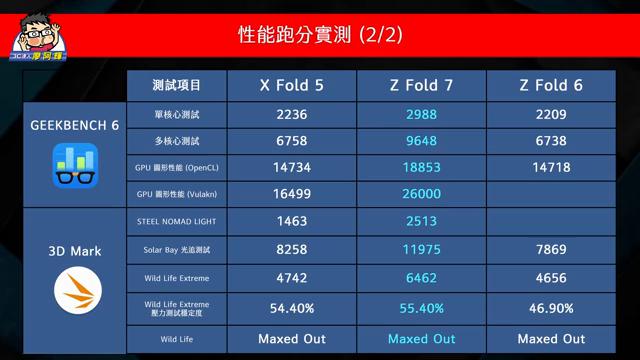 性能跑分實測 (2/2)
3C達人廖阿輝
測試項目 X Fold 5 Z Fold 7 Z Fold 6
GEEKBENCH 6
單核心測試 2236 2988 2209
多核心測試 6758 9648 6738
GPU 圖形性能 (OpenCL) 14734 18853 14718
GPU 圖形性能 (Vulakn) 16499 26000
3D Mark
STEEL NOMAD LIGHT 1463 2513
Solar Bay 光追測試 8258 11975 7869
Wild Life Extreme 4742 6462 4656
Wild Life Extreme
壓力測試穩定度 54.40% 55.40% 46.90%
Wild Life Maxed Out Maxed Out Maxed Out